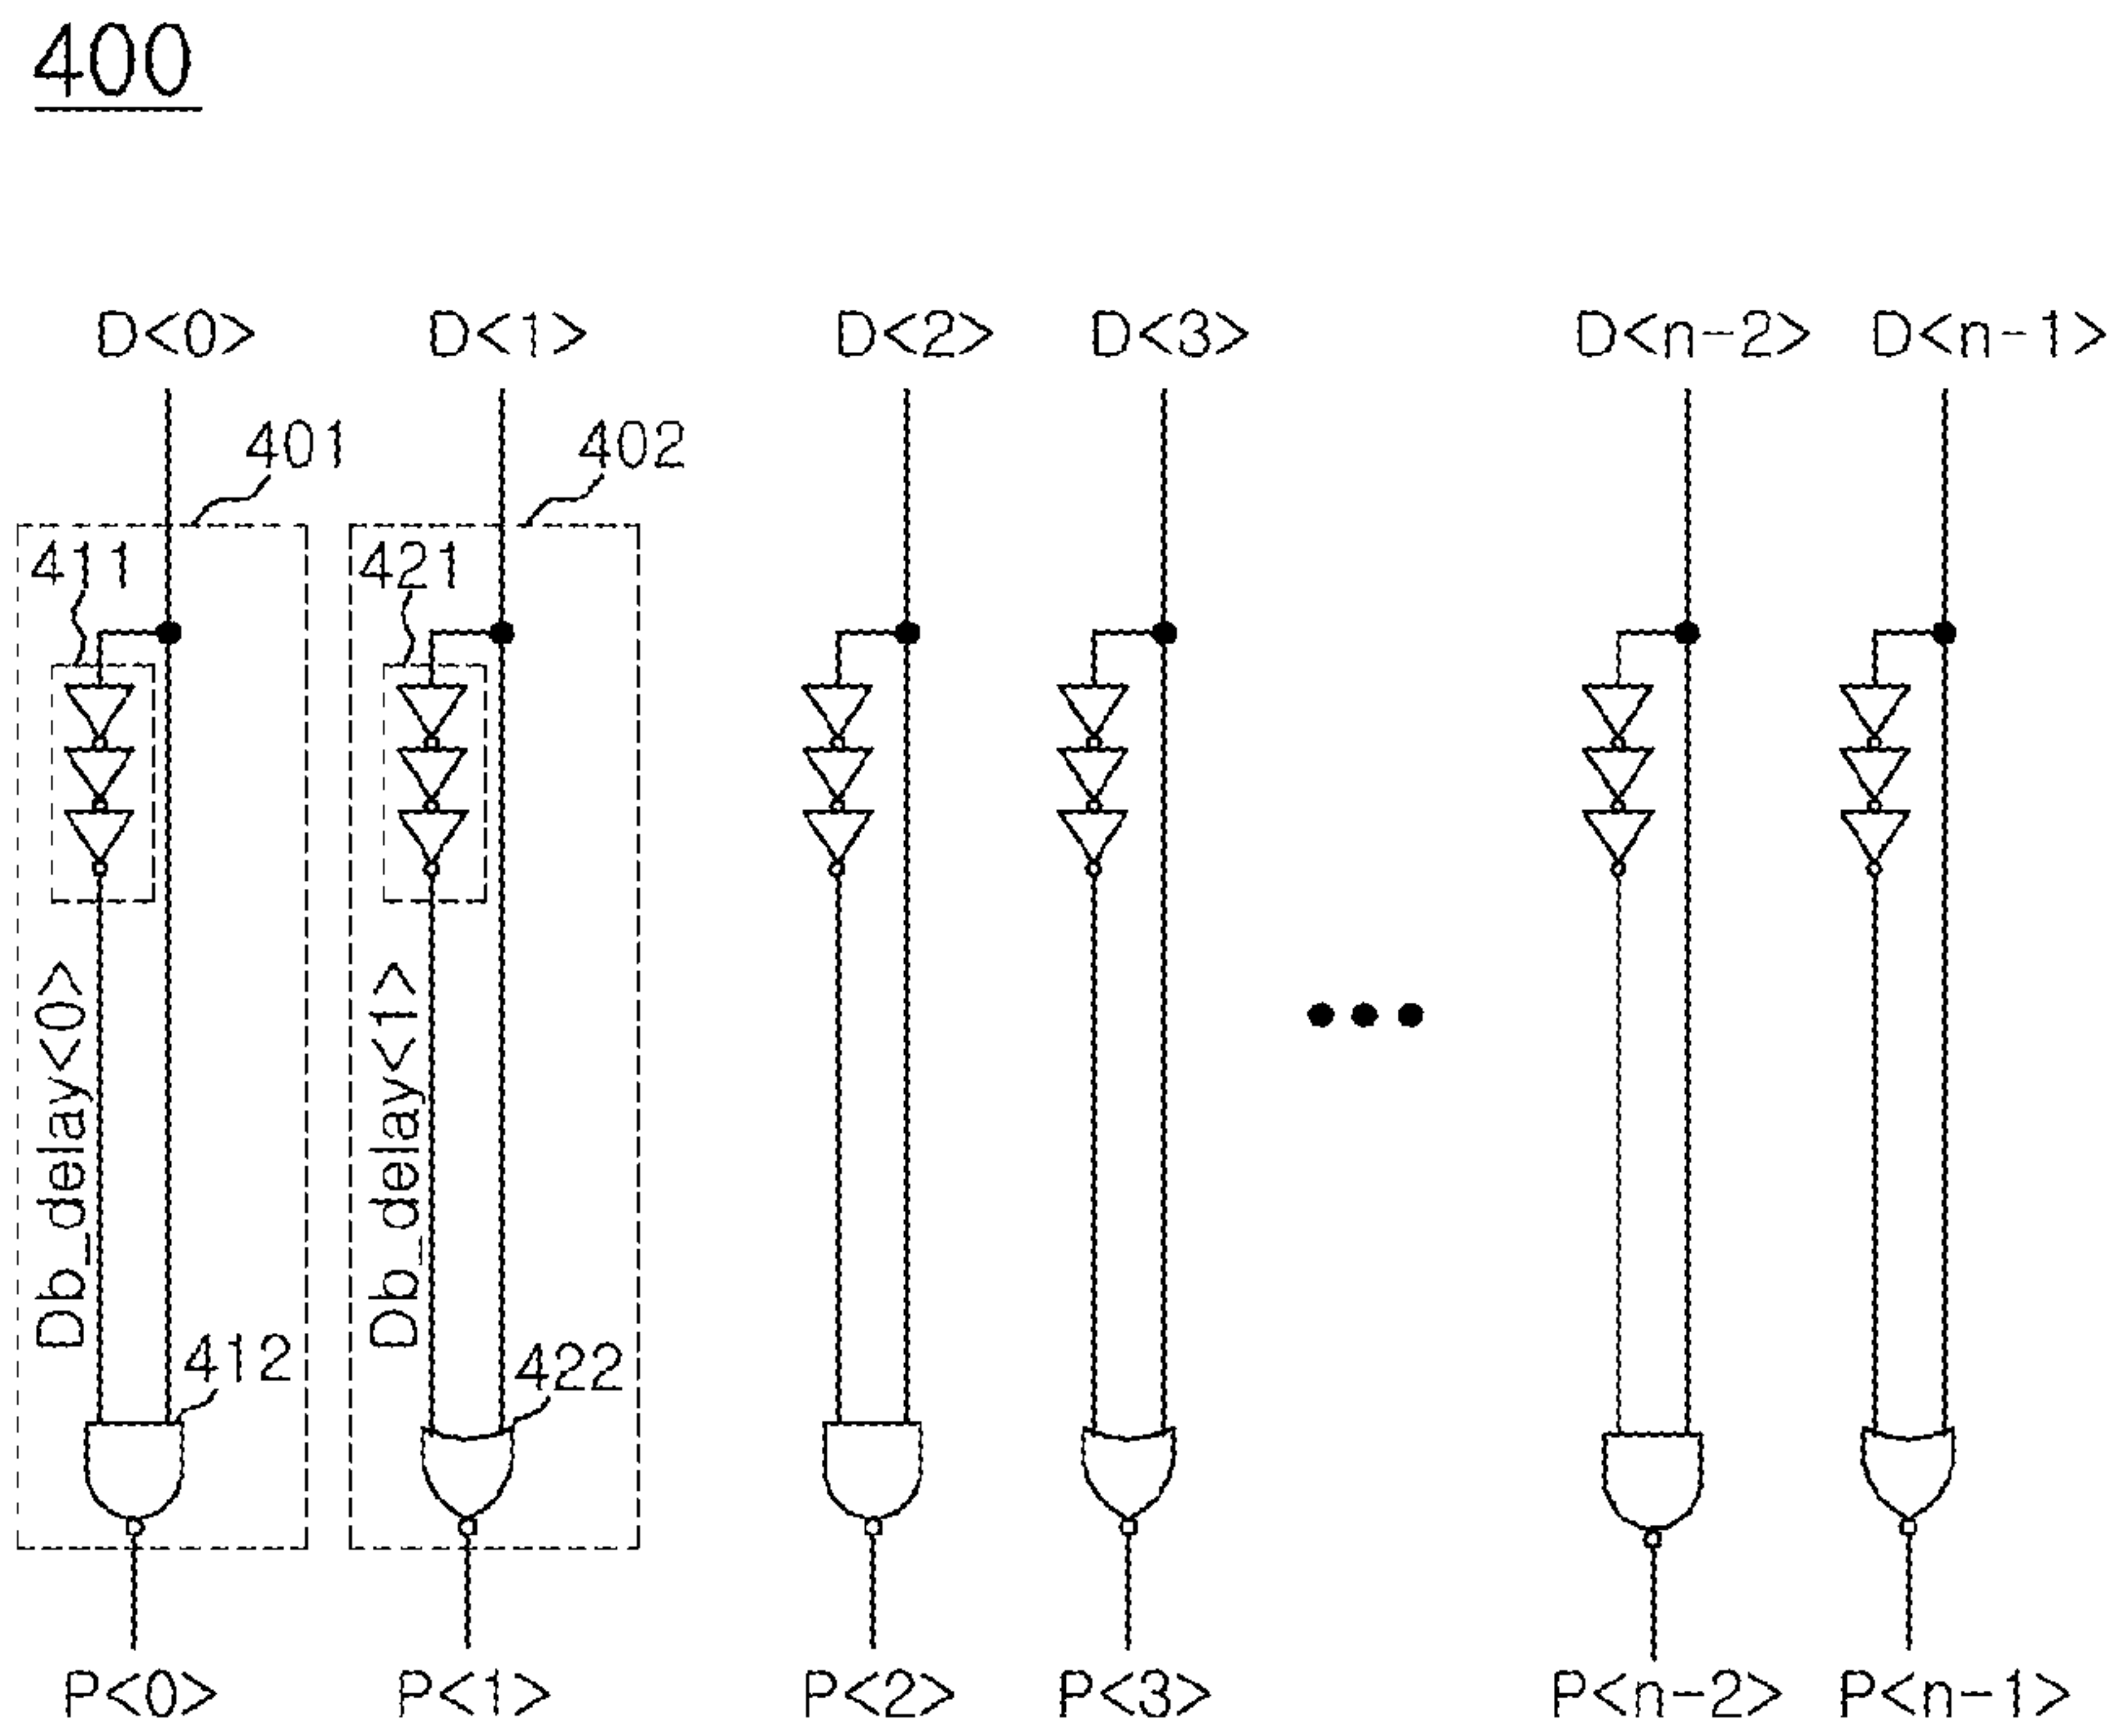 400
D<0> D<1> D<2> D<3> D<n-2> D<n-1>
401 402
411 421
Db_delay<0> Db_delay<1>
412 422
P<0> P<1> P<2> P<3> P<n-2> P<n-1>